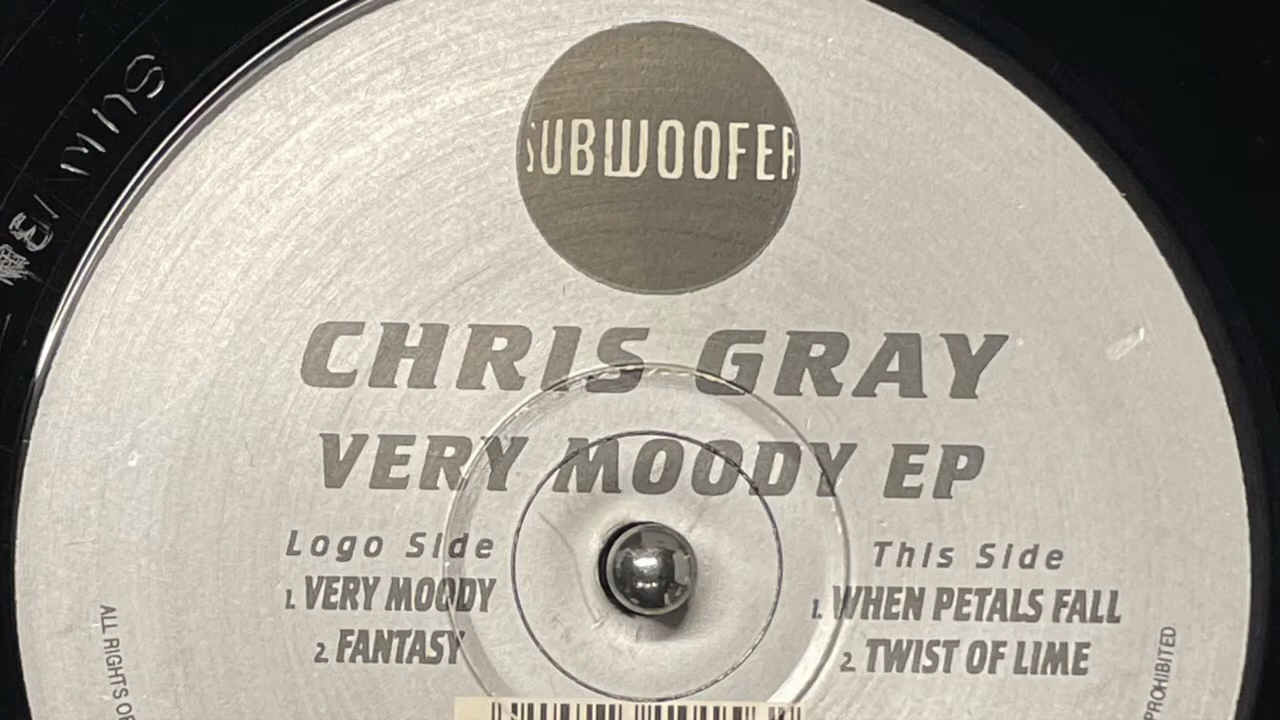 SUBWOOFER
CHRIS GRAY
VERY MOODY EP
Logo Side
1. VERY MOODY
2. FANTASY
This Side
1. WHEN PETALS FALL
2. TWIST OF LIME
ALL RIGHTS OF
PROHIBITED